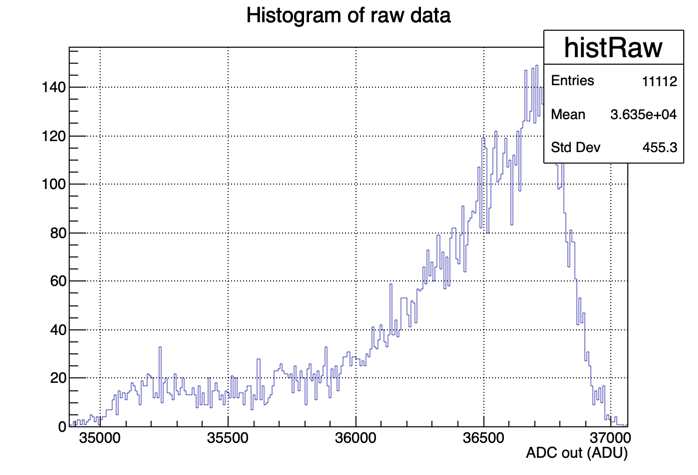 Histogram of raw data
histRaw
Entries 11112
Mean 3.635e+04
Std Dev 455.3
140
120
100
80
60
40
20
0
35000 35500 36000 36500 37000
ADC out (ADU)